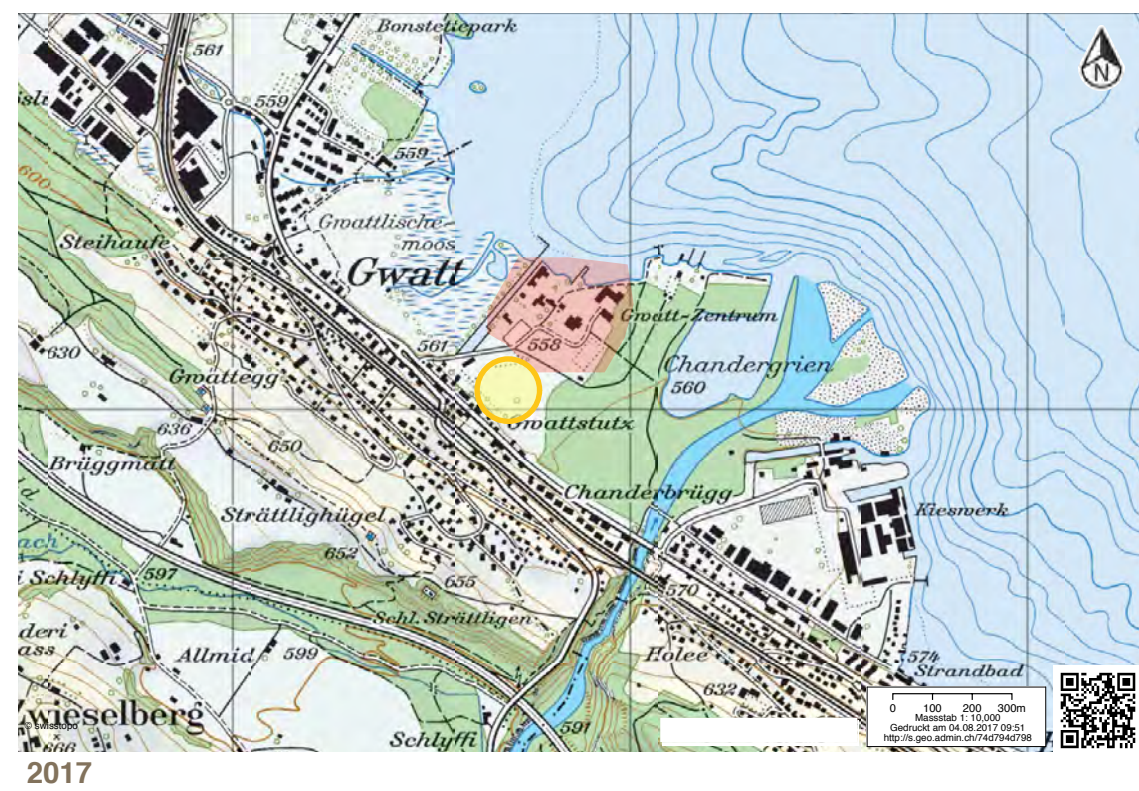 Bonstettepark
561
559
559
600
Gwattlische-
moos
Steihaufe
Gwatt
Gwatt-Zentrum
558
561
Chandergrien
560
630
Gwattegg
Gwattstutz
636
650
Brüggmatt
Chanderbrügg
Kieswerk
Strättlighügel
652
655
Schlyffi
597
570
Schl. Strättligen
Allmid
599
Holee
574
Strandbad
632
Zwieselberg
© swisstopo
666
Schlyffi
591
N
0 100 200 300m
Massstab 1: 10,000
Gedruckt am 04.08.2017 09:51
http://s.geo.admin.ch/74d794d798
2017